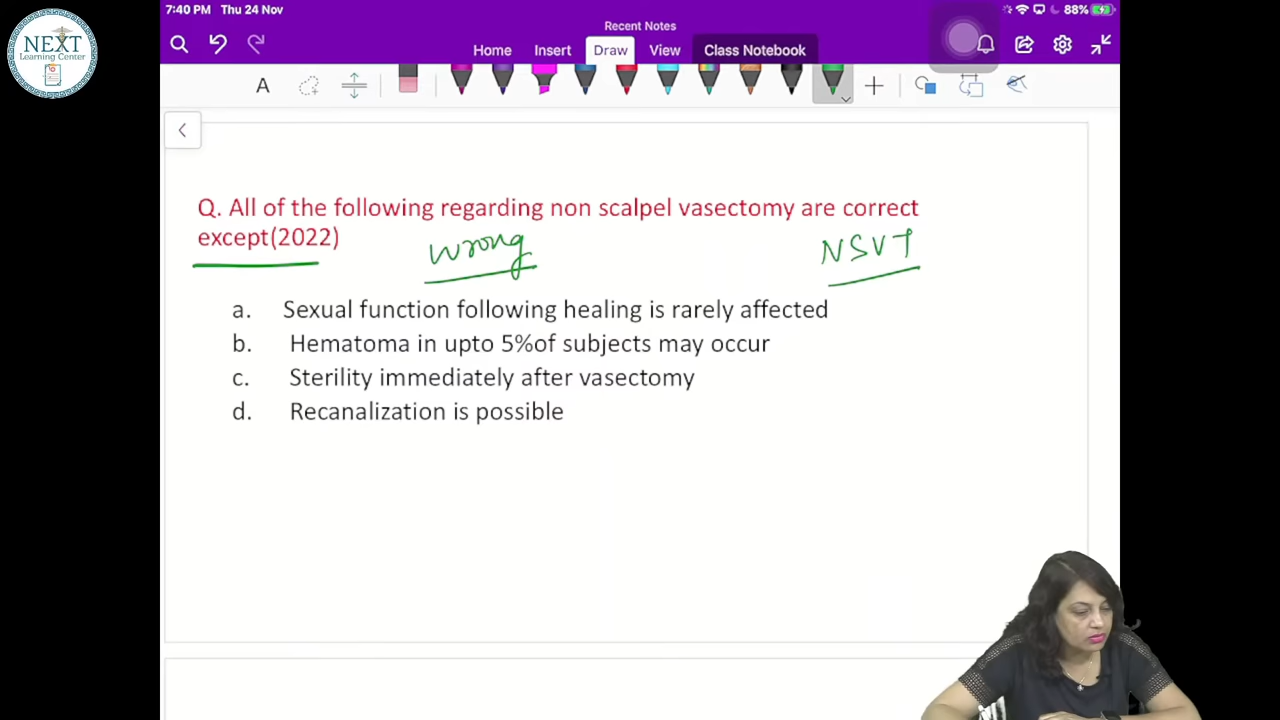 7:40 PM Thu 24 Nov
88%
NEXT
Learning Center
Recent Notes
Home Insert Draw View Class Notebook
A
Q. All of the following regarding non scalpel vasectomy are correct
except(2022)
wrong
NSVT
a. Sexual function following healing is rarely affected
b. Hematoma in upto 5%of subjects may occur
c. Sterility immediately after vasectomy
d. Recanalization is possible